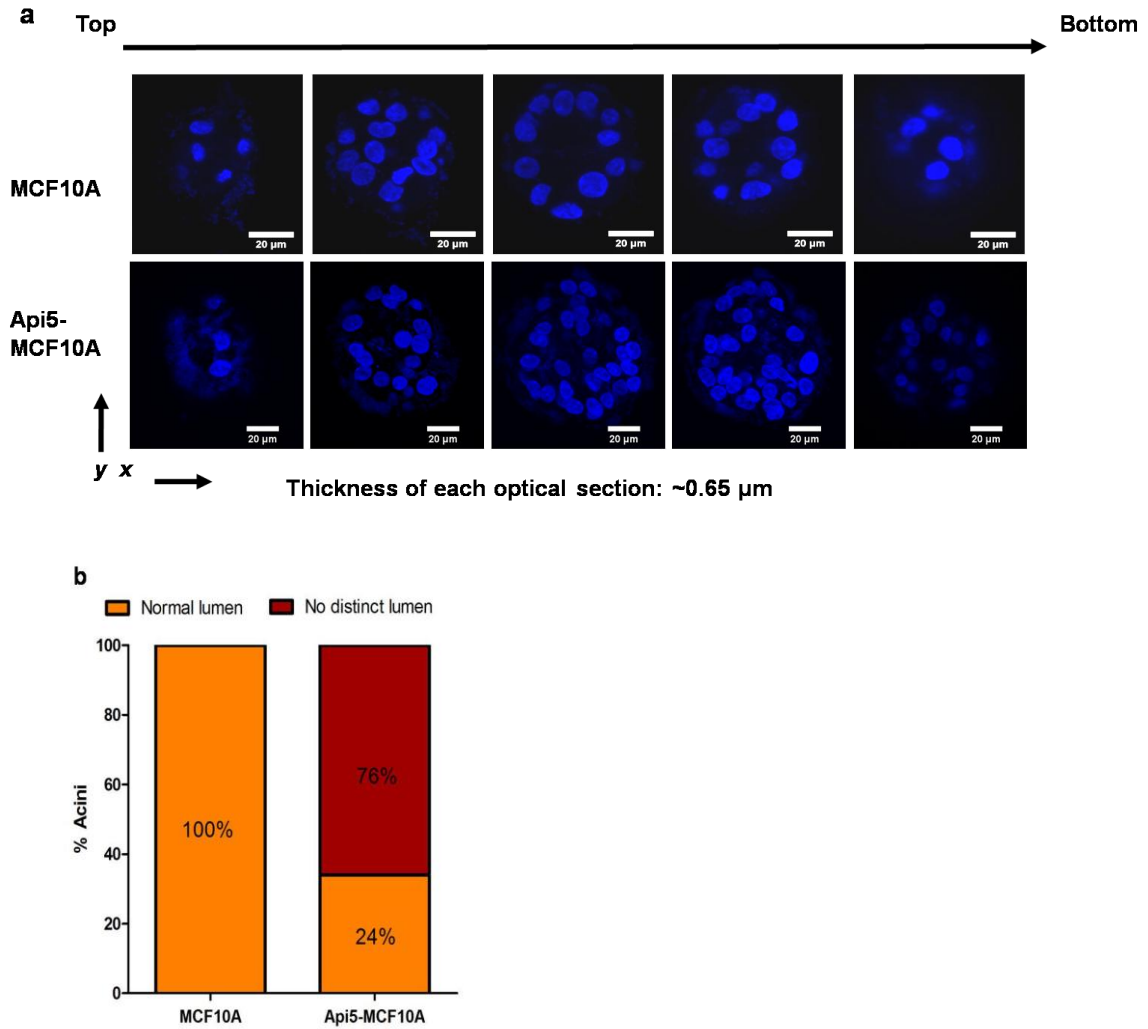 a
Top
Bottom
MCF10A
20 µm
20 µm
20 µm
20 µm
20 µm
Api5-
MCF10A
20 µm
20 µm
20 µm
20 µm
20 µm
y x
Thickness of each optical section: ~0.65 µm
b
Normal lumen
No distinct lumen
100
80
60
40
20
0
% Acini
100%
76%
24%
MCF10A
Api5-MCF10A